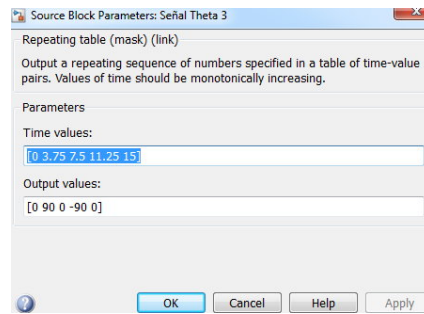 Source Block Parameters: Señal Theta 3
Repeating table (mask) (link)
Output a repeating sequence of numbers specified in a table of time-value
pairs. Values of time should be monotonically increasing.
Parameters
Time values:
[0 3.75 7.5 11.25 15]
Output values:
[0 90 0 -90 0]
OK Cancel Help Apply